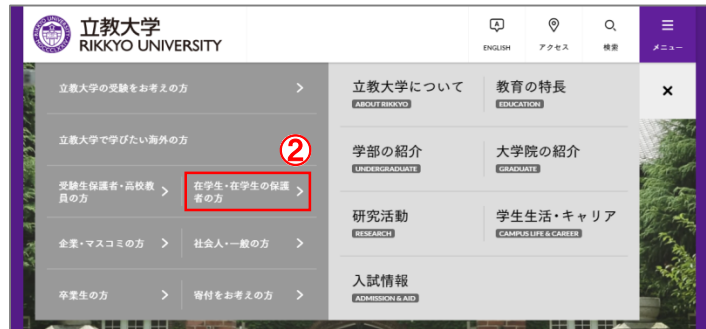 立教大学
RIKKYO UNIVERSITY
ENGLISH
アクセス
検索
メニュー
立教大学の受験をお考えの方
立教大学で学びたい海外の方
②
受験生保護者・高校教
員の方
在学生・在学生の保護
者の方
企業・マスコミの方
社会人・一般の方
卒業生の方
寄付をお考えの方
立教大学について
ABOUT RIKKYO
教育の特長
EDUCATION
学部の紹介
UNDERGRADUATE
大学院の紹介
GRADUATE
研究活動
RESEARCH
学生生活・キャリア
CAMPUS LIFE & CAREER
入試情報
ADMISSION & AID